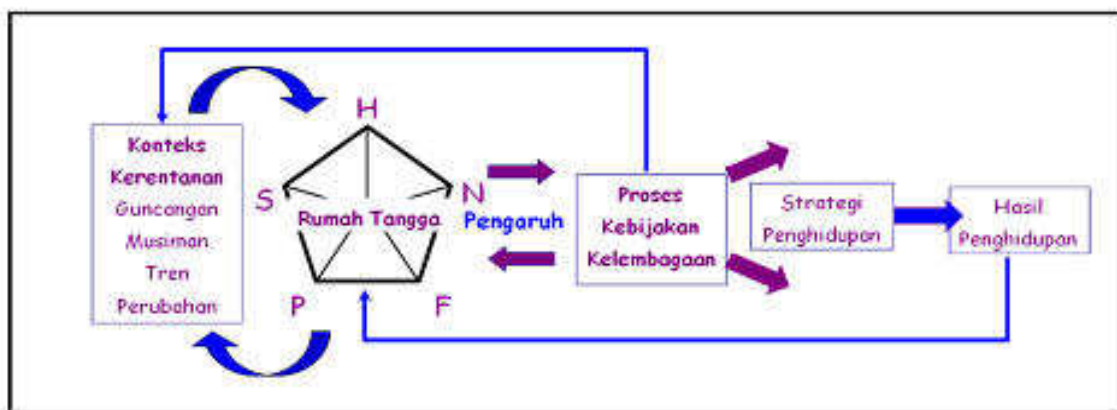 Konteks
Kerentanan
Guncangan
Musiman
Tren
Perubahan
H
S
N
Rumah Tangga
P
F
Pengaruh
Proses
Kebijakan
Kelembagaan
Strategi
Penghidupan
Hasil
Penghidupan